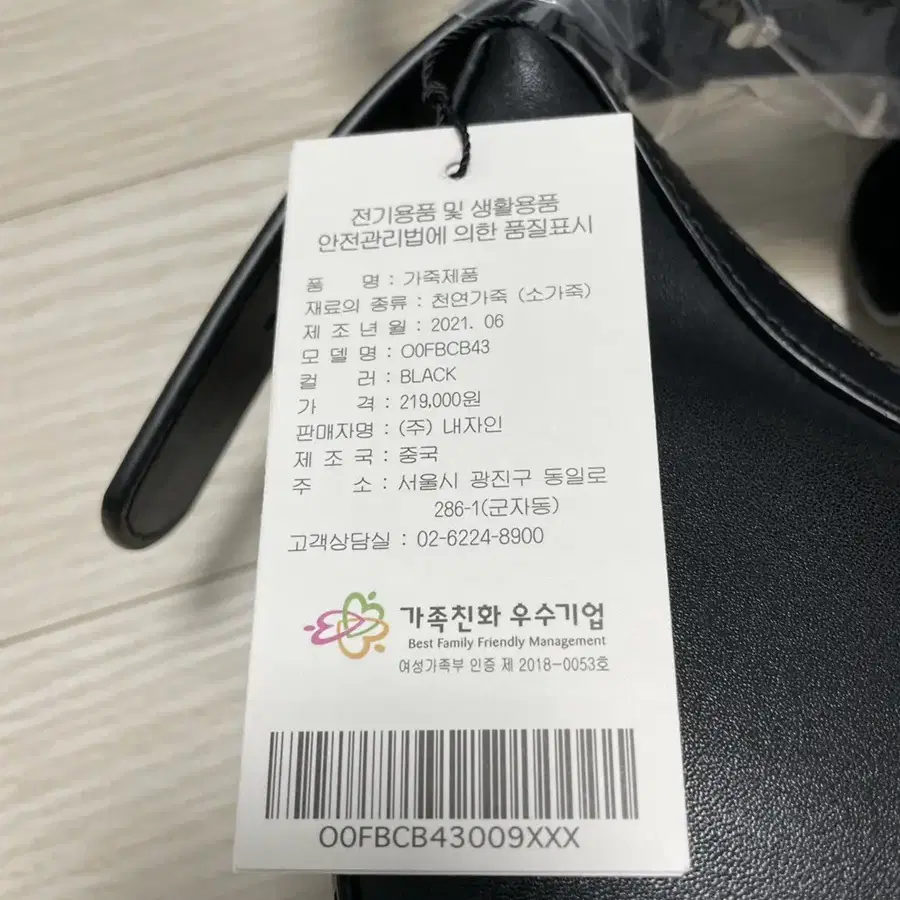 전기용품 및 생활용품
안전관리법에 의한 품질표시
품 명 : 가죽제품
재료의 종류 : 천연가죽 (소가죽)
제 조 년 월 : 2021. 06
모 델 명 : O0FBCB43
컬 러 : BLACK
가 격 : 219,000원
판매자명 : (주) 내자인
제 조 국 : 중국
주 소 : 서울시 광진구 동일로
286-1(군자동)
고객상담실 : 02-6224-8900
가족친화 우수기업
Best Family Friendly Management
여성가족부 인증 제 2018-0053호
O0FBCB43009XXX